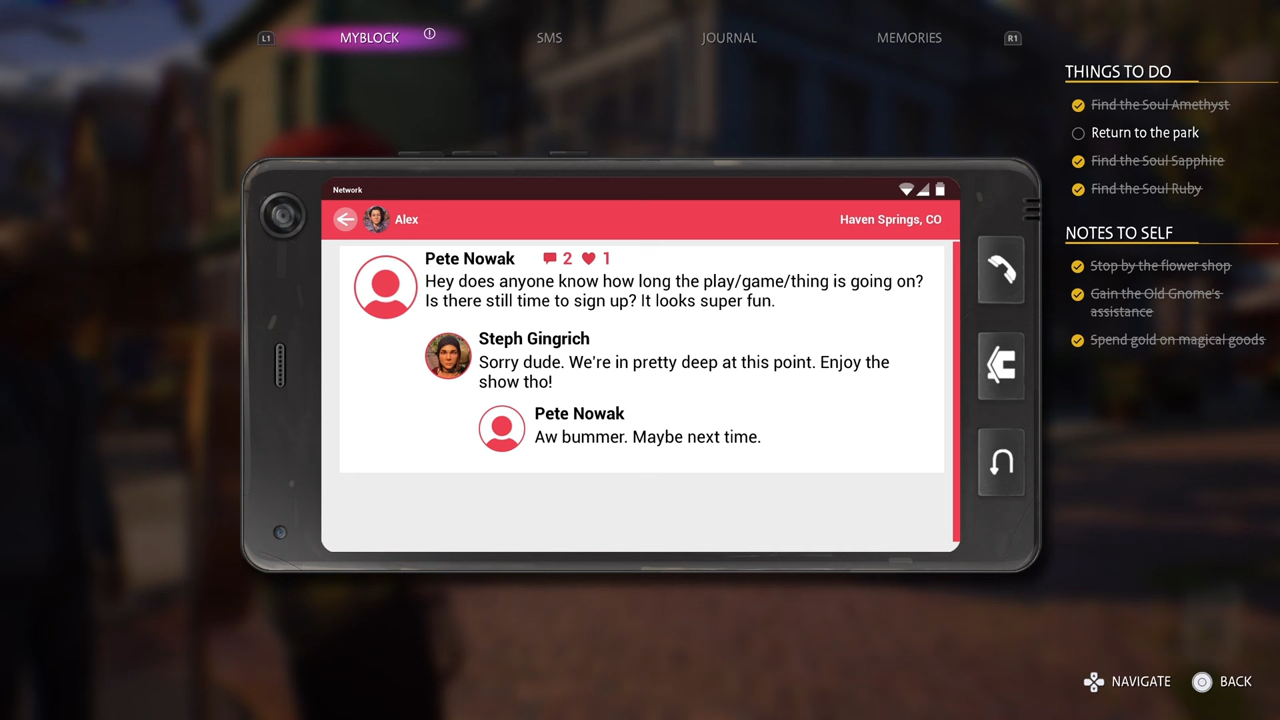 L1
MYBLOCK
SMS
JOURNAL
MEMORIES
R1
THINGS TO DO
Find the Soul Amethyst
Return to the park
Find the Soul Sapphire
Find the Soul Ruby
NOTES TO SELF
Stop by the flower shop
Gain the Old Gnome's
assistance
Spend gold on magical goods
Network
Alex
Haven Springs, CO
Pete Nowak 2 1
Hey does anyone know how long the play/game/thing is going on?
Is there still time to sign up? It looks super fun.
Steph Gingrich
Sorry dude. We're in pretty deep at this point. Enjoy the
show tho!
Pete Nowak
Aw bummer. Maybe next time.
NAVIGATE
BACK